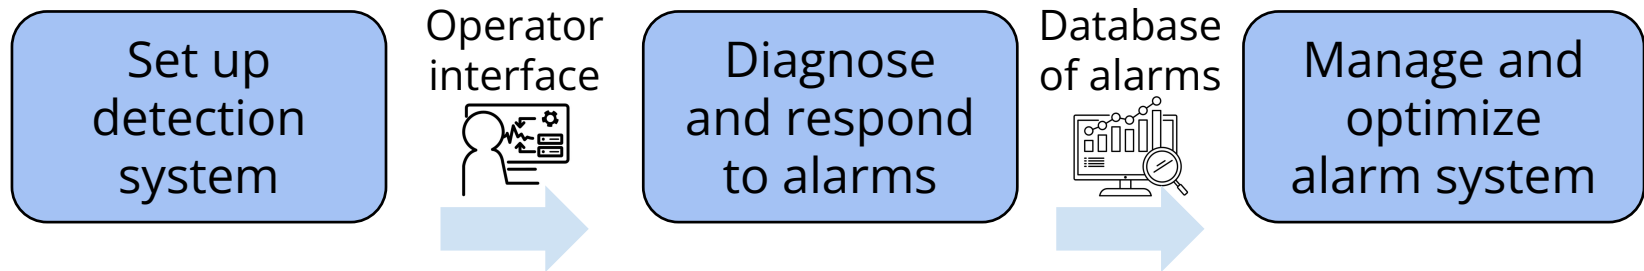 Set up
detection
system
Operator
interface
Diagnose
and respond
to alarms
Database
of alarms
Manage and
optimize
alarm system